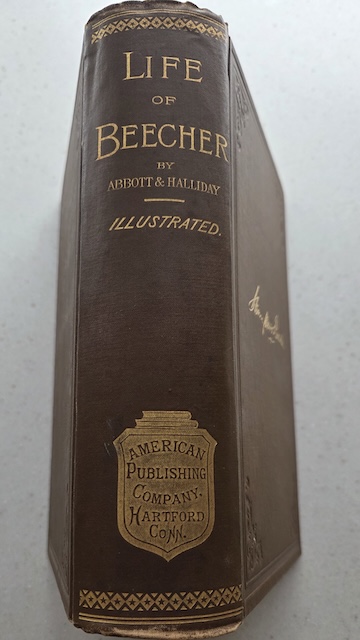 LIFE
OF
BEECHER
BY
ABBOTT & HALLIDAY
ILLUSTRATED.
AMERICAN
PUBLISHING
COMPANY.
HARTFORD
CONN.